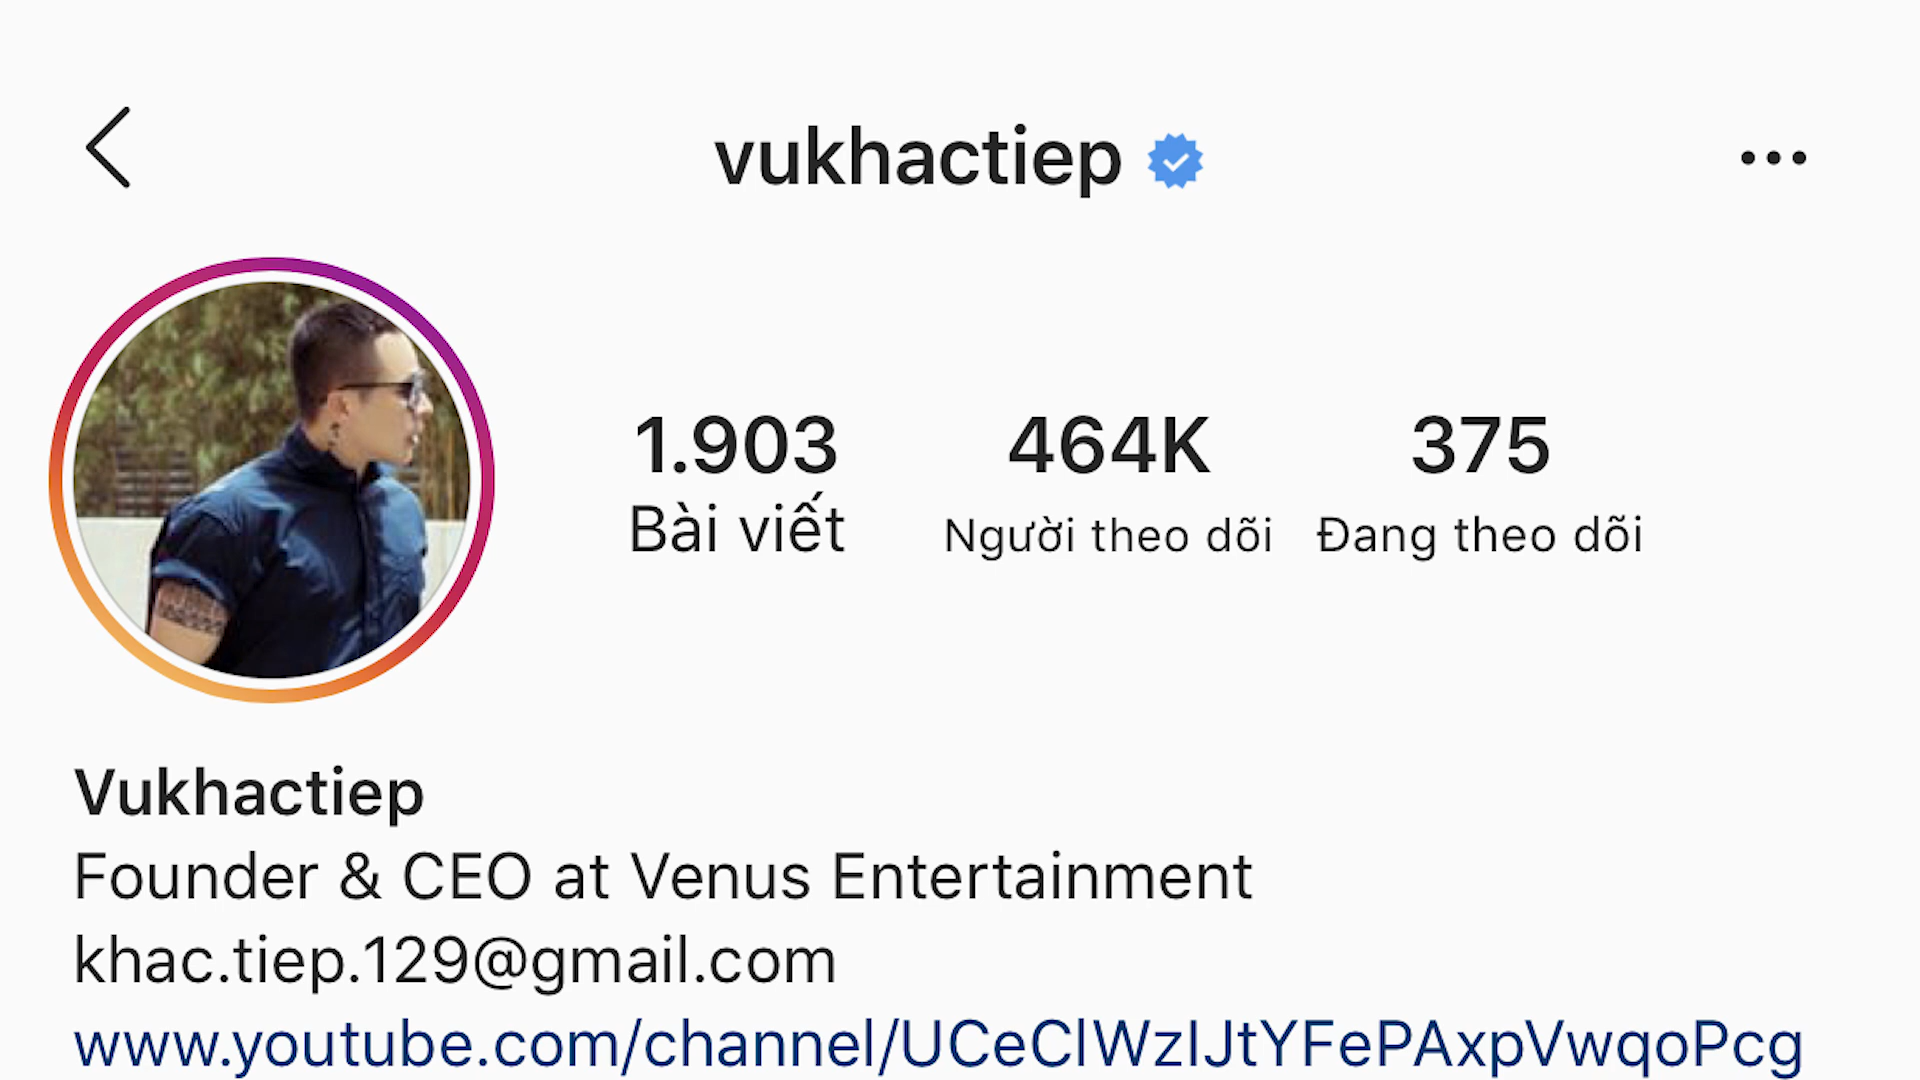 vukhactiep
1.903 464K 375
Bài viết Người theo dõi Đang theo dõi
Vukhactiep
Founder & CEO at Venus Entertainment
khac.tiep.129@gmail.com
www.youtube.com/channel/UCeClWzIJtYFePAxpVwqoPcg